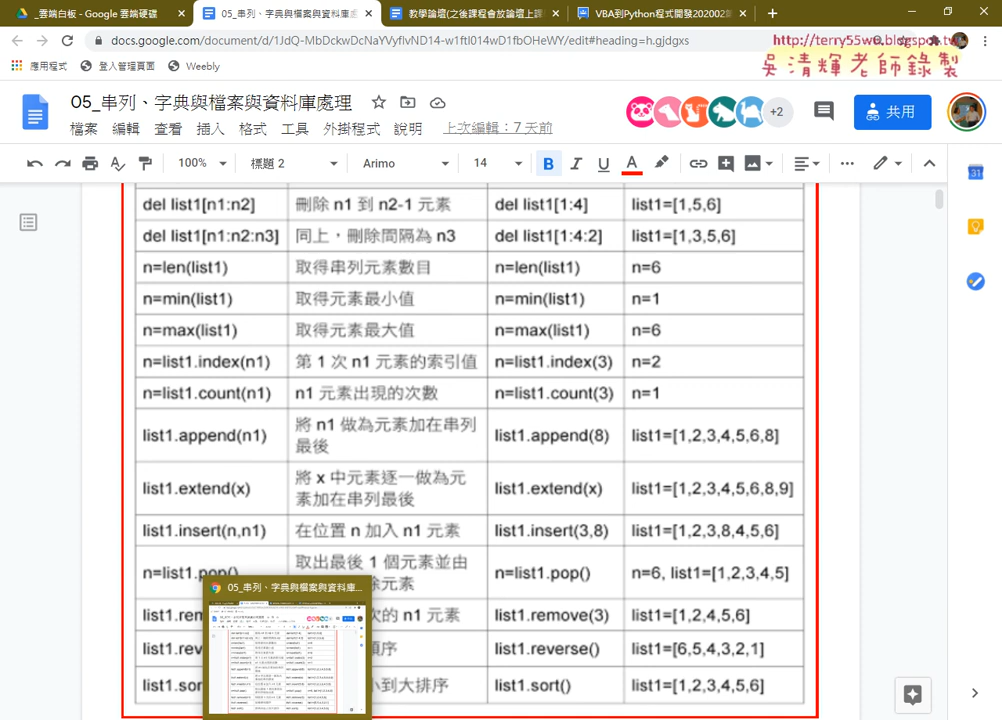 _雲端白板 - Google 雲端硬碟
05_串列、字典與檔案與資料庫處
教學論壇(之後課程會放論壇上課
VBA到Python程式開發202002
docs.google.com/document/d/1JdQ-MbDckwDcNaYVyfivND14-w1ftI014wD1fbOHeWY/edit#heading=h.gjdgxs
http://terry55wu.blogspot.tw
吳清輝老師錄製
應用程式 登入管理頁面 Weebly
05_串列、字典與檔案與資料庫處理
+2
共用
檔案 編輯 查看 插入 格式 工具 外掛程式 說明 上次編輯：7 天前
100% 標題 2 Arimo 14 B I U A
31
del list1[n1:n2] 刪除 n1 到 n2-1 元素 del list1[1:4] list1=[1,5,6]
del list1[n1:n2:n3] 同上，刪除間隔為 n3 del list1[1:4:2] list1=[1,3,5,6]
n=len(list1) 取得串列元素數目 n=len(list1) n=6
n=min(list1) 取得元素最小值 n=min(list1) n=1
n=max(list1) 取得元素最大值 n=max(list1) n=6
n=list1.index(n1) 第 1 次 n1 元素的索引值 n=list1.index(3) n=2
n=list1.count(n1) n1 元素出現的次數 n=list1.count(3) n=1
list1.append(n1) 將 n1 做為元素加在串列 list1.append(8) list1=[1,2,3,4,5,6,8]
最後
list1.extend(x) 將 x 中元素逐一做為元 list1.extend(x) list1=[1,2,3,4,5,6,8,9]
素加在串列最後
list1.insert(n,n1) 在位置 n 加入 n1 元素 list1.insert(3,8) list1=[1,2,3,8,4,5,6]
n=list1.pop() 取出最後 1 個元素並由 n=list1.pop() n=6, list1=[1,2,3,4,5]
除元素
05_串列、字典與檔案與資料庫...
list1.rem 次的 n1 元素 list1.remove(3) list1=[1,2,4,5,6]
list1.rev 順序 list1.reverse() list1=[6,5,4,3,2,1]
list1.sor 小到大排序 list1.sort() list1=[1,2,3,4,5,6]